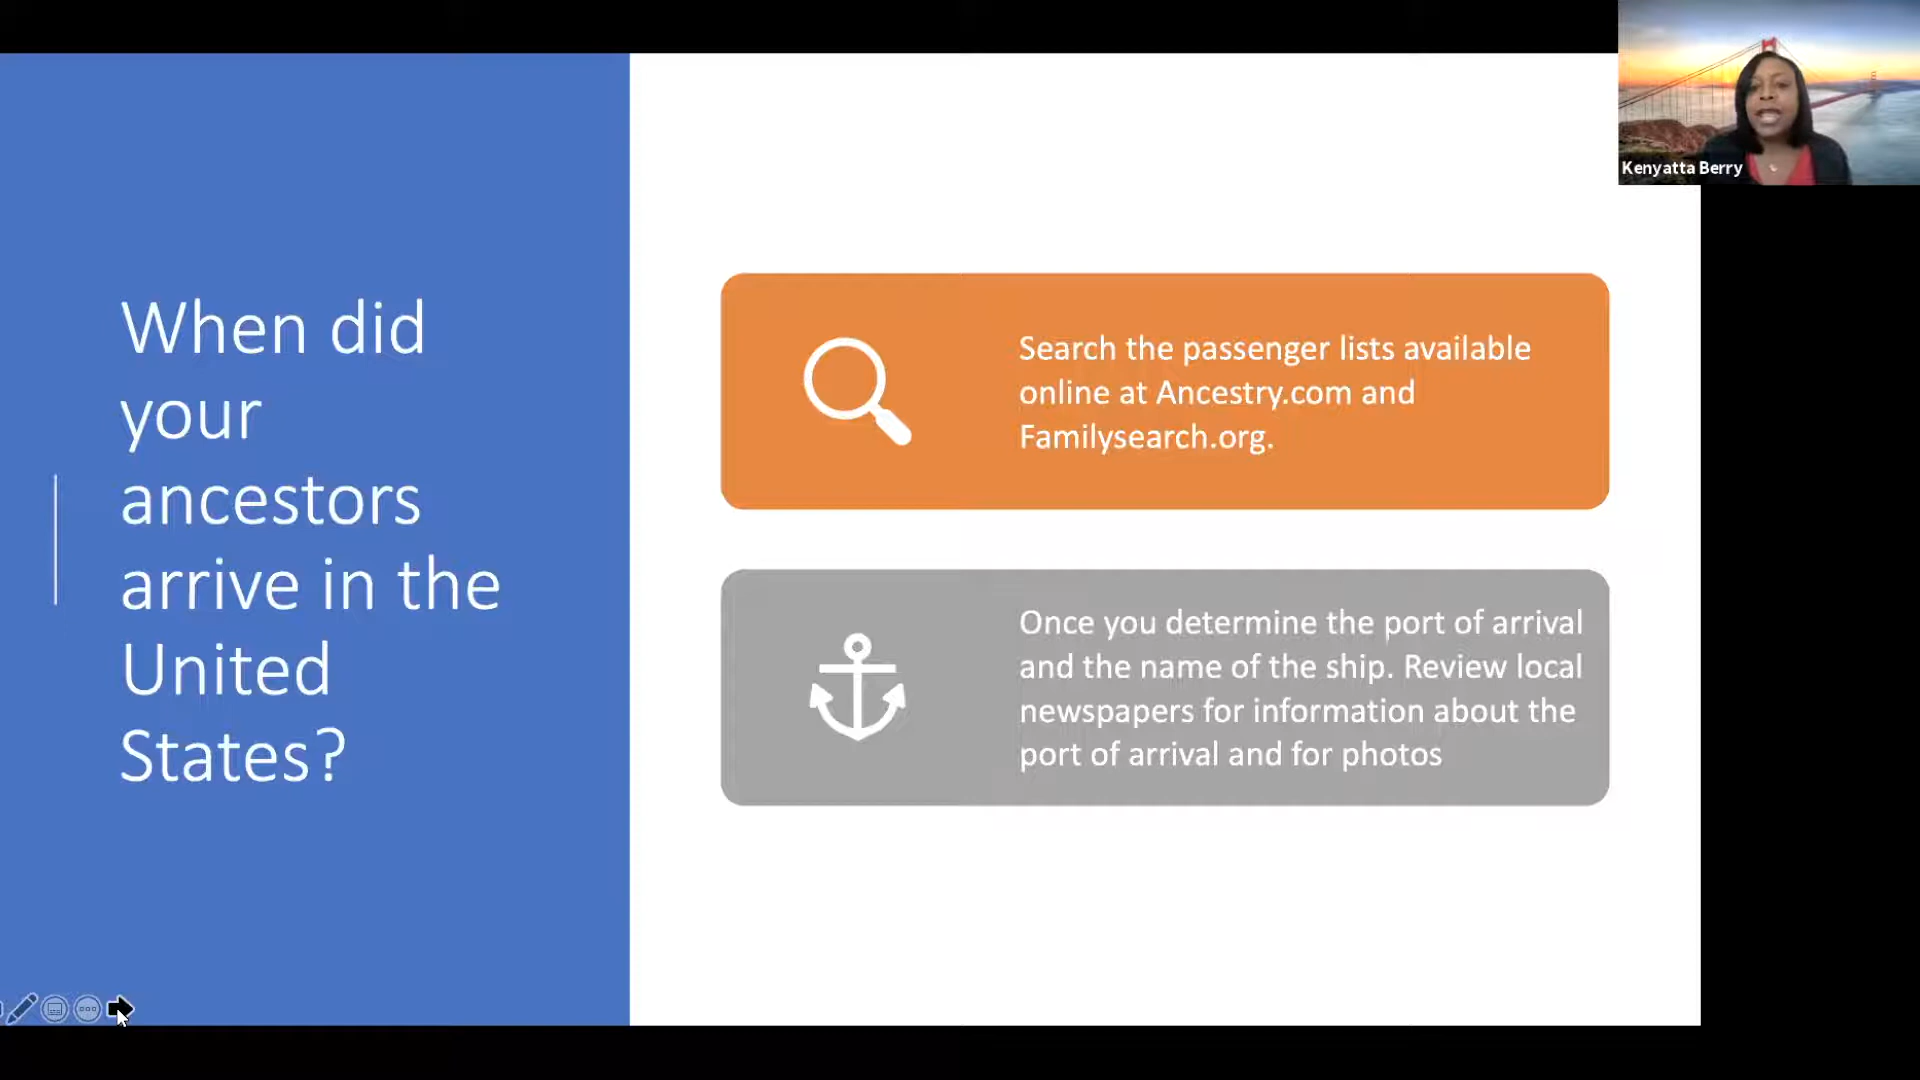 When did
your
ancestors
arrive in the
United
States?
Search the passenger lists available
online at Ancestry.com and
Familysearch.org.
Once you determine the port of arrival
and the name of the ship. Review local
newspapers for information about the
port of arrival and for photos
Kenyatta Berry